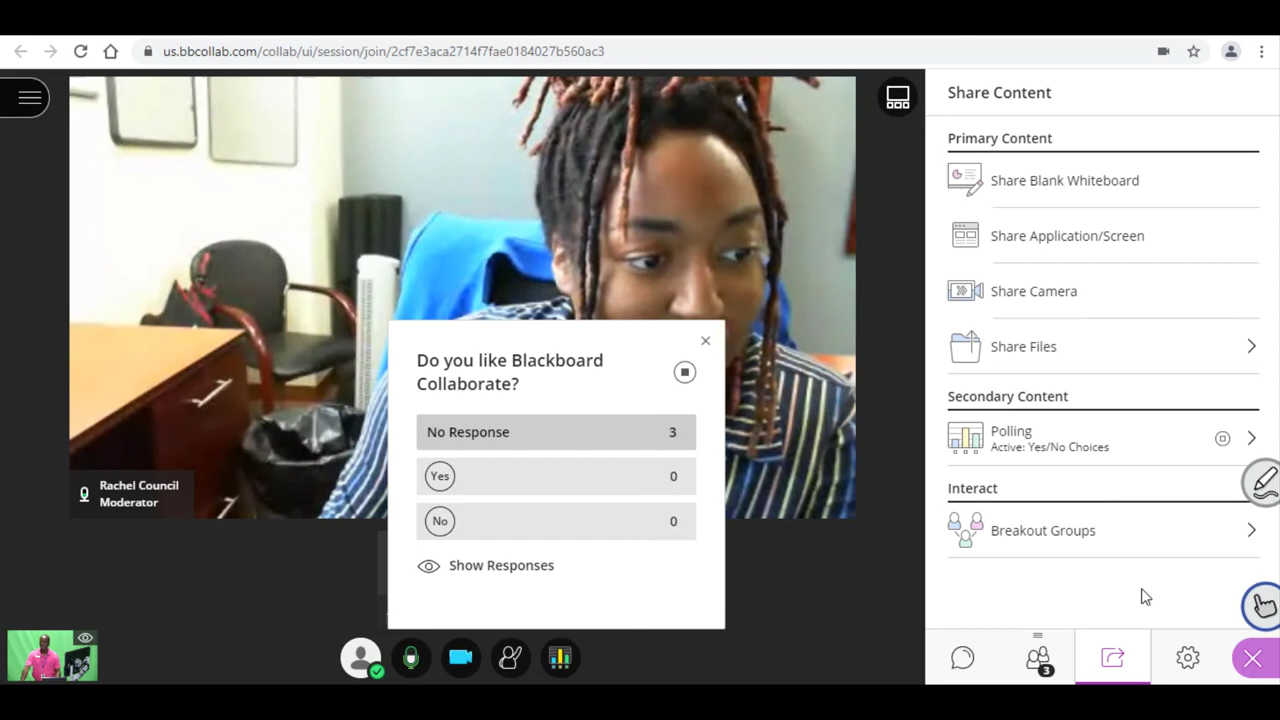 us.bbcollab.com/collab/ui/session/join/2cf7e3aca2714f7fae0184027b560ac3
Share Content
Primary Content
Share Blank Whiteboard
Share Application/Screen
Share Camera
Share Files
Secondary Content
Polling
Active: Yes/No Choices
Interact
Breakout Groups
3
Do you like Blackboard
Collaborate?
No Response 3
Yes 0
No 0
Show Responses
Rachel Council
Moderator